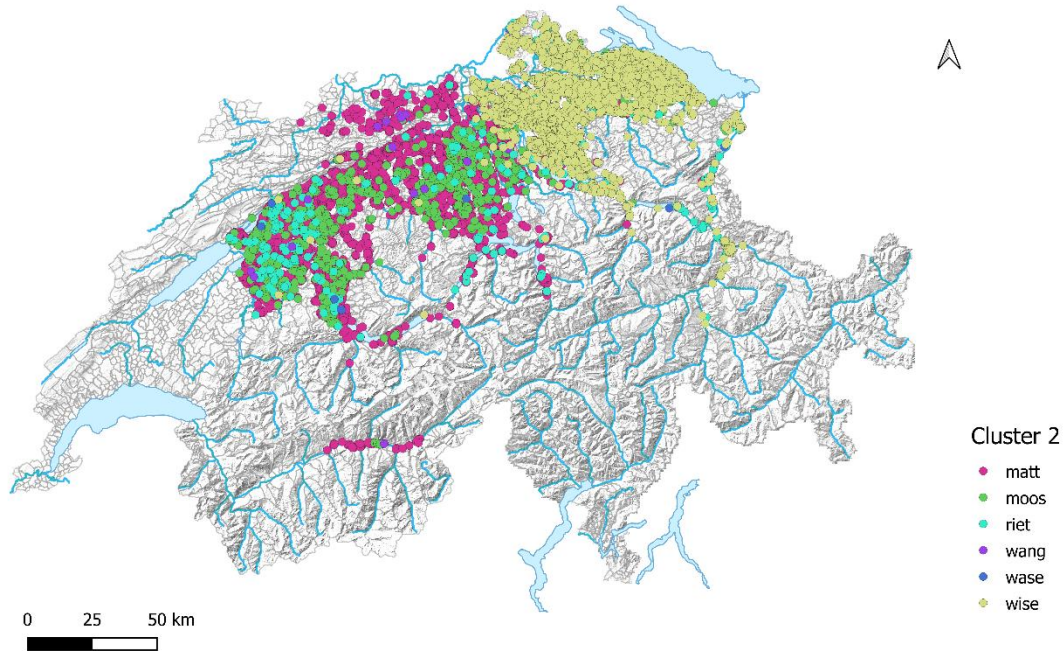 Cluster 2
matt
moos
riet
wang
wase
wise
0 25 50 km